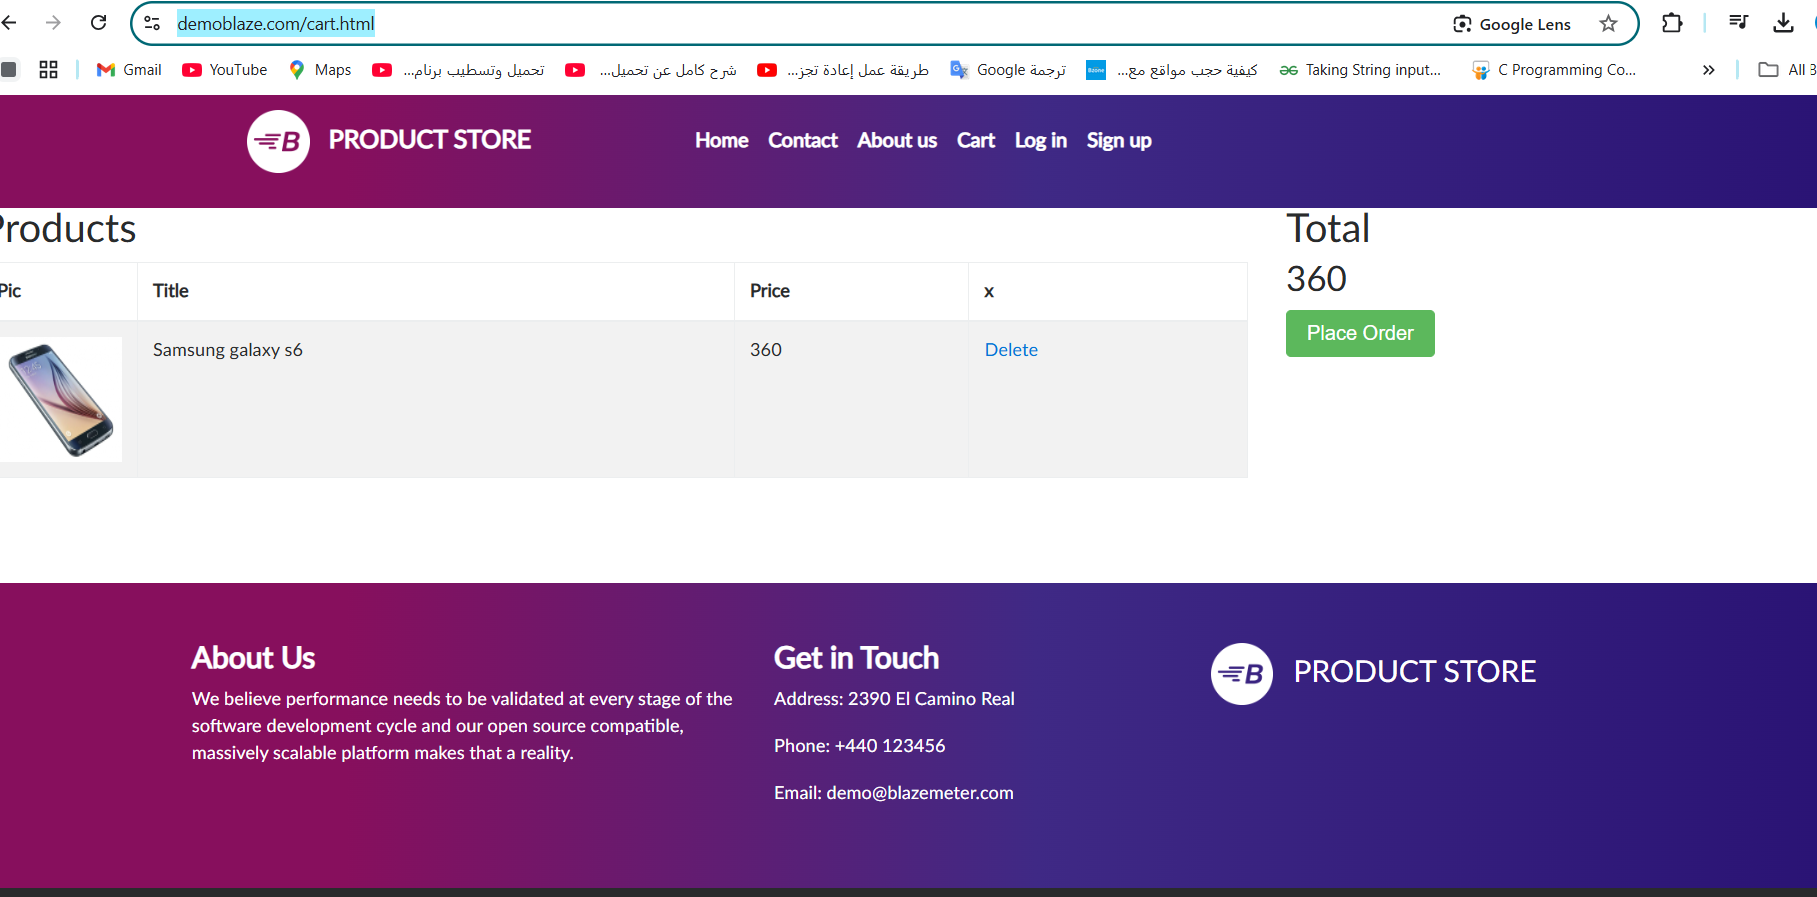 demoblaze.com/cart.html
Google Lens
Gmail
YouTube
Maps
تحميل وتسطيب برنام...
شرح كامل عن تحميل...
طريقة عمل إعادة تجز...
ترجمة Google
كيفية حجب مواقع مع...
Taking String input...
C Programming Co...
»
All B
B PRODUCT STORE
Home Contact About us Cart Log in Sign up
Products
Total
360
Place Order
Pic Title Price x
Samsung galaxy s6 360 Delete
About Us
We believe performance needs to be validated at every stage of the
software development cycle and our open source compatible,
massively scalable platform makes that a reality.
Get in Touch
Address: 2390 El Camino Real
Phone: +440 123456
Email: demo@blazemeter.com
B PRODUCT STORE